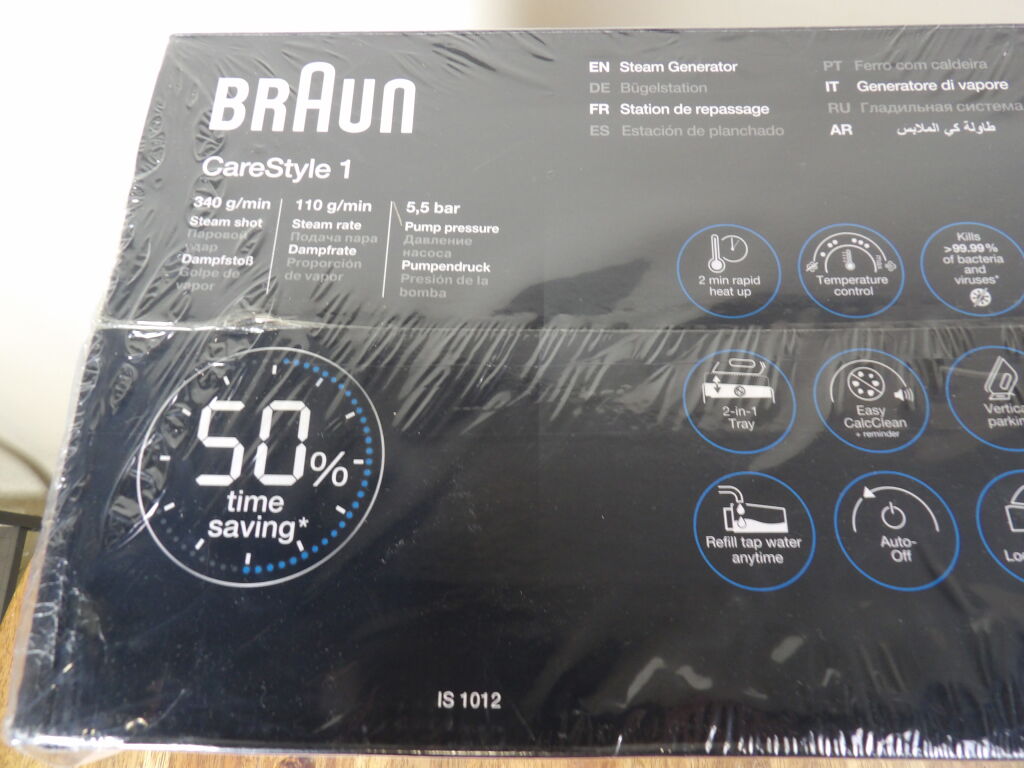 BRAUN
CareStyle 1
EN Steam Generator
DE Bügelstation
FR Station de repassage
ES Estación de planchado
PT Ferro com caldeira
IT Generatore di vapore
RU Гладильная система
AR طاولة كي الملابس
340 g/min
Steam shot
Паровой
удар
Dampfstoß
Golpe de
vapor
110 g/min
Steam rate
Подача пара
Dampfrate
Proporción
de vapor
5,5 bar
Pump pressure
Давление
насоса
Pumpendruck
Presión de la
bomba
2 min rapid
heat up
Temperature
control
max
Kills
>99.99%
of bacteria
and
viruses*
50%
time
saving*
2-in-1
Tray
Easy
CalcClean
+ reminder
Vertica
parkin
Refill tap water
anytime
Auto-
Off
Loc
IS 1012